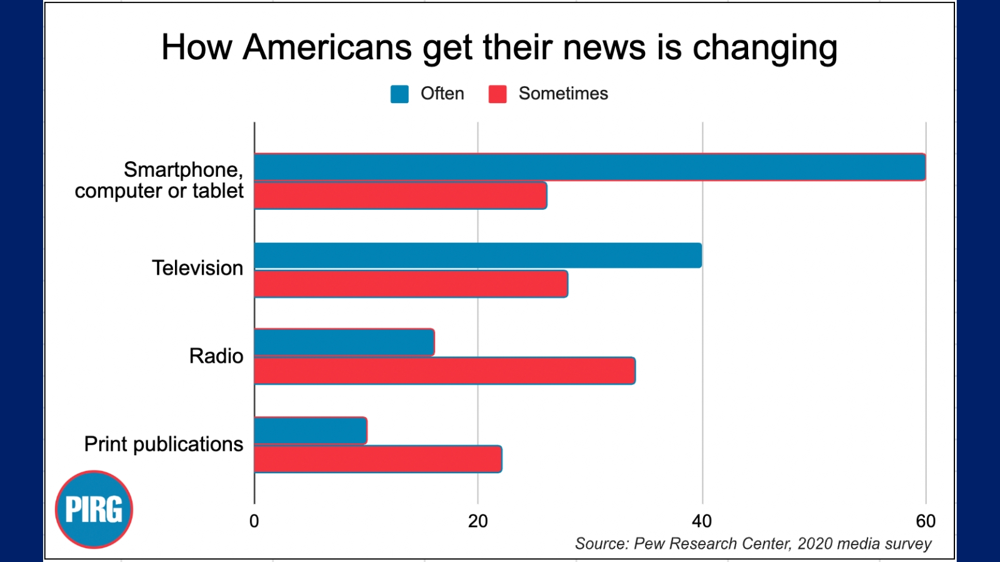 How Americans get their news is changing
Often Sometimes
Smartphone,
computer or tablet
Television
Radio
Print publications
PIRG
0 20 40 60
Source: Pew Research Center, 2020 media survey